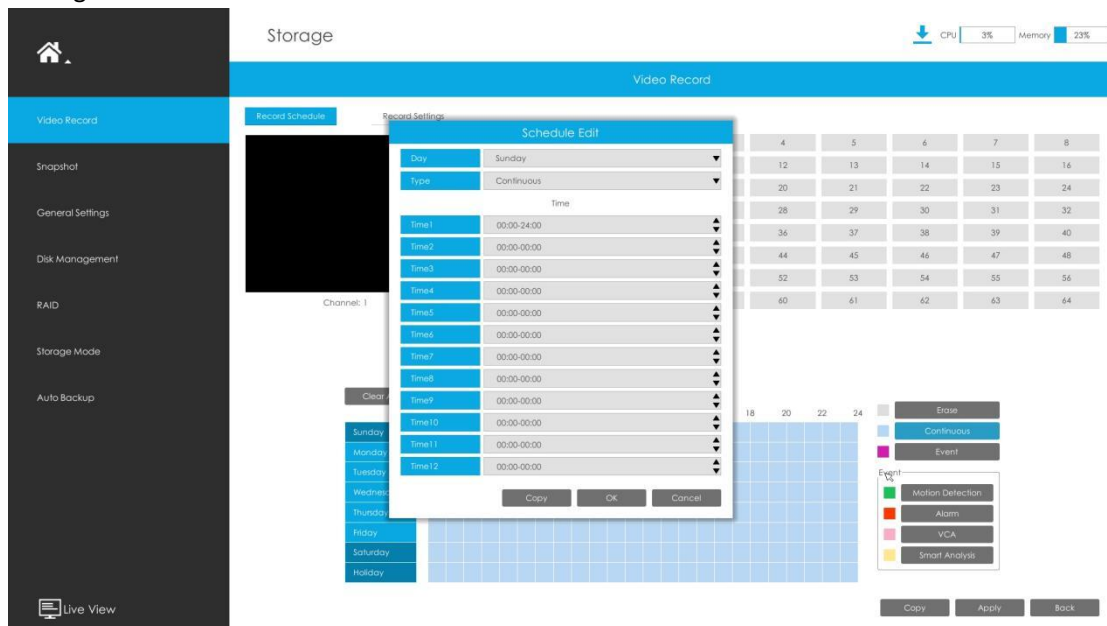 Storage
CPU 3% Memory 23%
Video Record
Video Record
Snapshot
General Settings
Disk Management
RAID
Storage Mode
Auto Backup
Live View
Record Schedule Record Settings
Channel: 1
4 5 6 7 8
12 13 14 15 16
20 21 22 23 24
28 29 30 31 32
36 37 38 39 40
44 45 46 47 48
52 53 54 55 56
60 61 62 63 64
Schedule Edit
Day Sunday
Type Continuous
Time
Time1 00:00-24:00
Time2 00:00-00:00
Time3 00:00-00:00
Time4 00:00-00:00
Time5 00:00-00:00
Time6 00:00-00:00
Time7 00:00-00:00
Time8 00:00-00:00
Time9 00:00-00:00
Time10 00:00-00:00
Time11 00:00-00:00
Time12 00:00-00:00
Copy OK Cancel
Clear
18 20 22 24
Sunday
Monday
Tuesday
Thursday
Friday
Saturday
Holiday
Erase
Continuous
Event
Event
Motion Detection
Alarm
VCA
Smart Analysis
Copy Apply Back